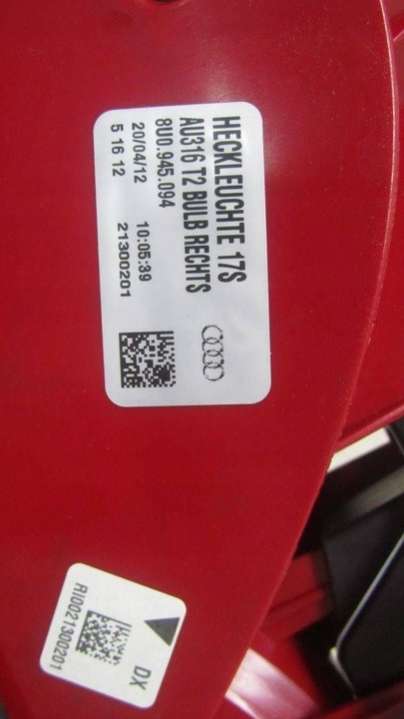 HECKLEUCHTE 17S
AU316 T2 BULB RECHTS
8U0.945.094
20/04/12 10:05:39
5 16 12 21300201
DX
AI0021300201